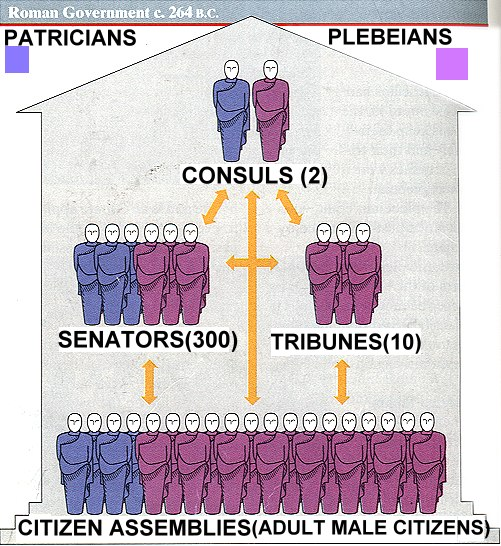 Roman Government c. 264 B.C.
PATRICIANS
PLEBEIANS
CONSULS (2)
SENATORS(300)
TRIBUNES(10)
CITIZEN ASSEMBLIES(ADULT MALE CITIZENS)